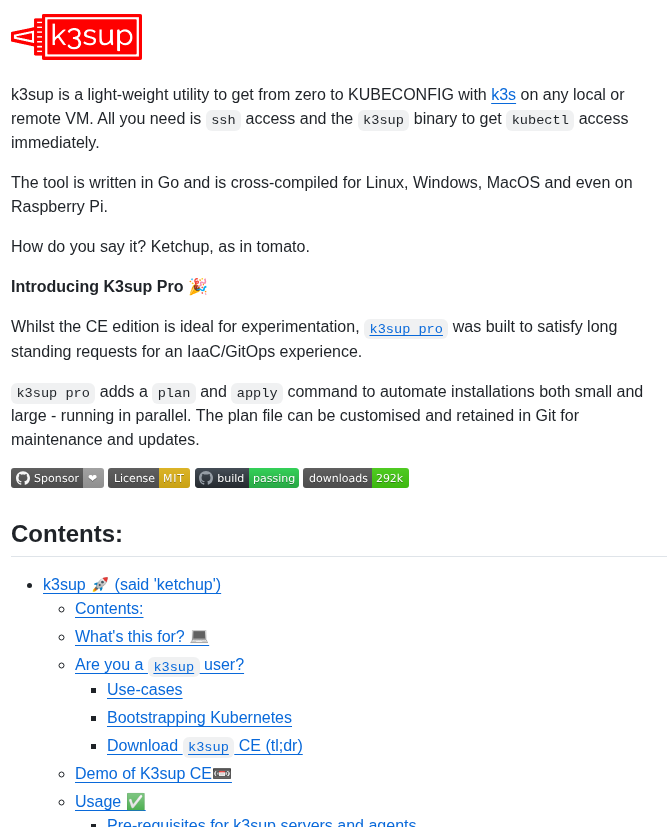 k3sup
k3sup is a light-weight utility to get from zero to KUBECONFIG with k3s on any local or
remote VM. All you need is ssh access and the k3sup binary to get kubectl access
immediately.
The tool is written in Go and is cross-compiled for Linux, Windows, MacOS and even on
Raspberry Pi.
How do you say it? Ketchup, as in tomato.
Introducing K3sup Pro 🎉
Whilst the CE edition is ideal for experimentation, k3sup pro was built to satisfy long
standing requests for an IaaC/GitOps experience.
k3sup pro adds a plan and apply command to automate installations both small and
large - running in parallel. The plan file can be customised and retained in Git for
maintenance and updates.
Sponsor ❤ License MIT build passing downloads 292k
Contents:
k3sup 🚀 (said 'ketchup')
Contents:
What's this for? 💻
Are you a k3sup user?
Use-cases
Bootstrapping Kubernetes
Download k3sup CE (tl;dr)
Demo of K3sup CE📼
Usage ✅
Pre-requisites for k3sup servers and agents